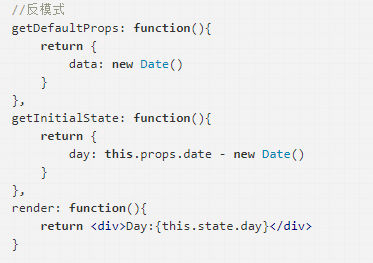 //反模式
getDefaultProps: function(){
    return {
        data: new Date()
    }
},
getInitialState: function(){
    return {
        day: this.props.date - new Date()
    }
},
render: function(){
    return <div>Day:{this.state.day}</div>
}